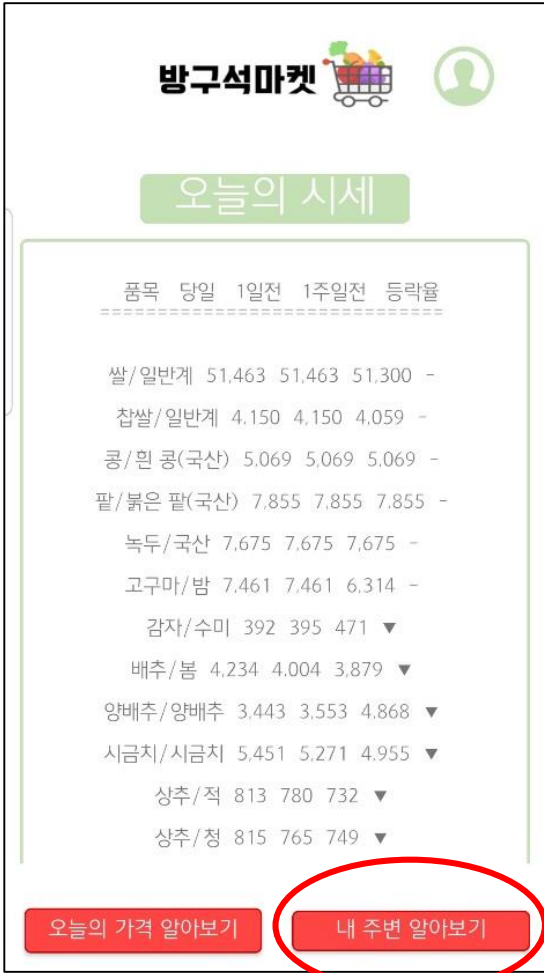 방구석마켓
오늘의 시세
품목 당일 1일전 1주일전 등락율
==============================
쌀/일반계 51,463 51,463 51,300 -
찹쌀/일반계 4,150 4,150 4,059 -
콩/흰 콩(국산) 5,069 5,069 5,069 -
팥/붉은 팥(국산) 7,855 7,855 7,855 -
녹두/국산 7,675 7,675 7,675 -
고구마/밤 7,461 7,461 6,314 -
감자/수미 392 395 471 ▼
배추/봄 4,234 4,004 3,879 ▼
양배추/양배추 3,443 3,553 4,868 ▼
시금치/시금치 5,451 5,271 4,955 ▼
상추/적 813 780 732 ▼
상추/청 815 765 749 ▼
오늘의 가격 알아보기 내 주변 알아보기